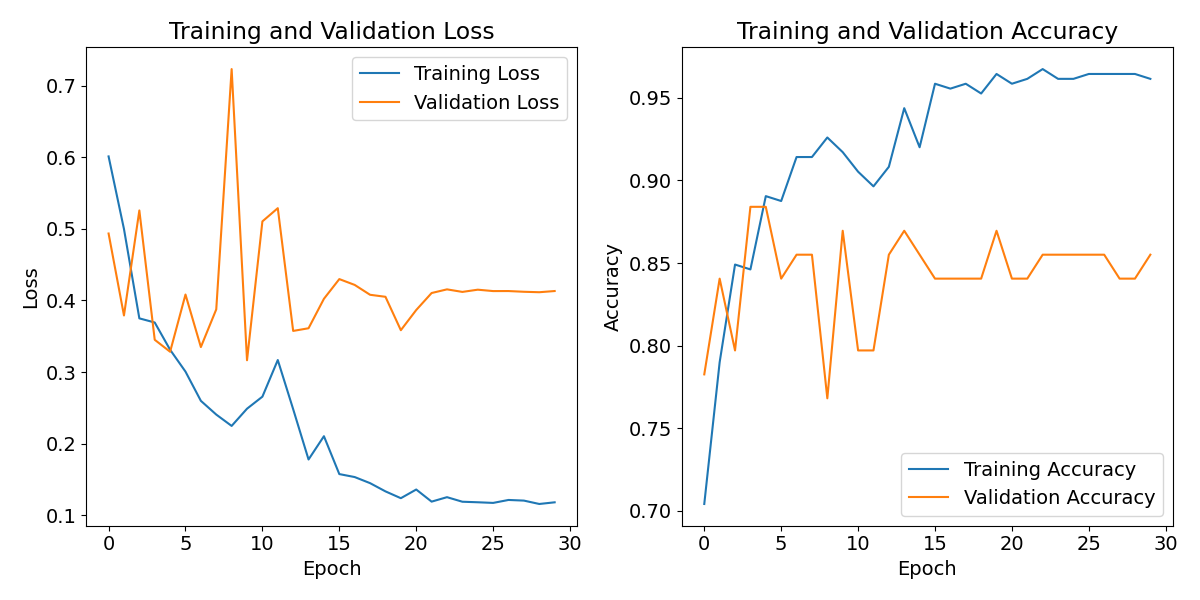 Training and Validation Loss
Training Loss
Validation Loss
0.7
0.6
0.5
0.4
0.3
0.2
0.1
Loss
0 5 10 15 20 25 30
Epoch
Training and Validation Accuracy
0.95
0.90
0.85
0.80
0.75
0.70
Accuracy
Training Accuracy
Validation Accuracy
0 5 10 15 20 25 30
Epoch